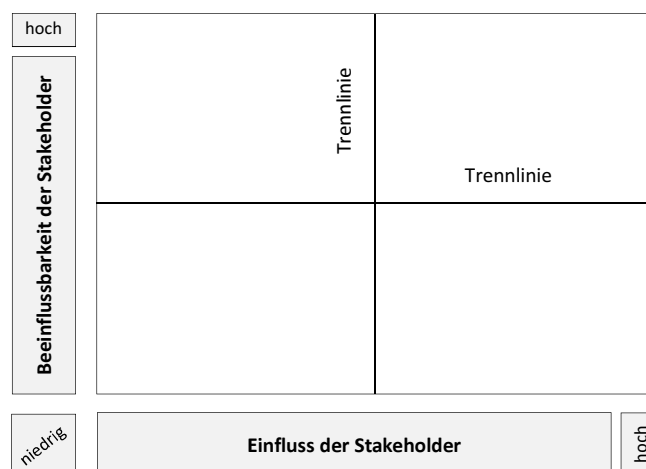 hoch
Beeinflussbarkeit der Stakeholder
Trennlinie
Trennlinie
niedrig
Einfluss der Stakeholder
hoch